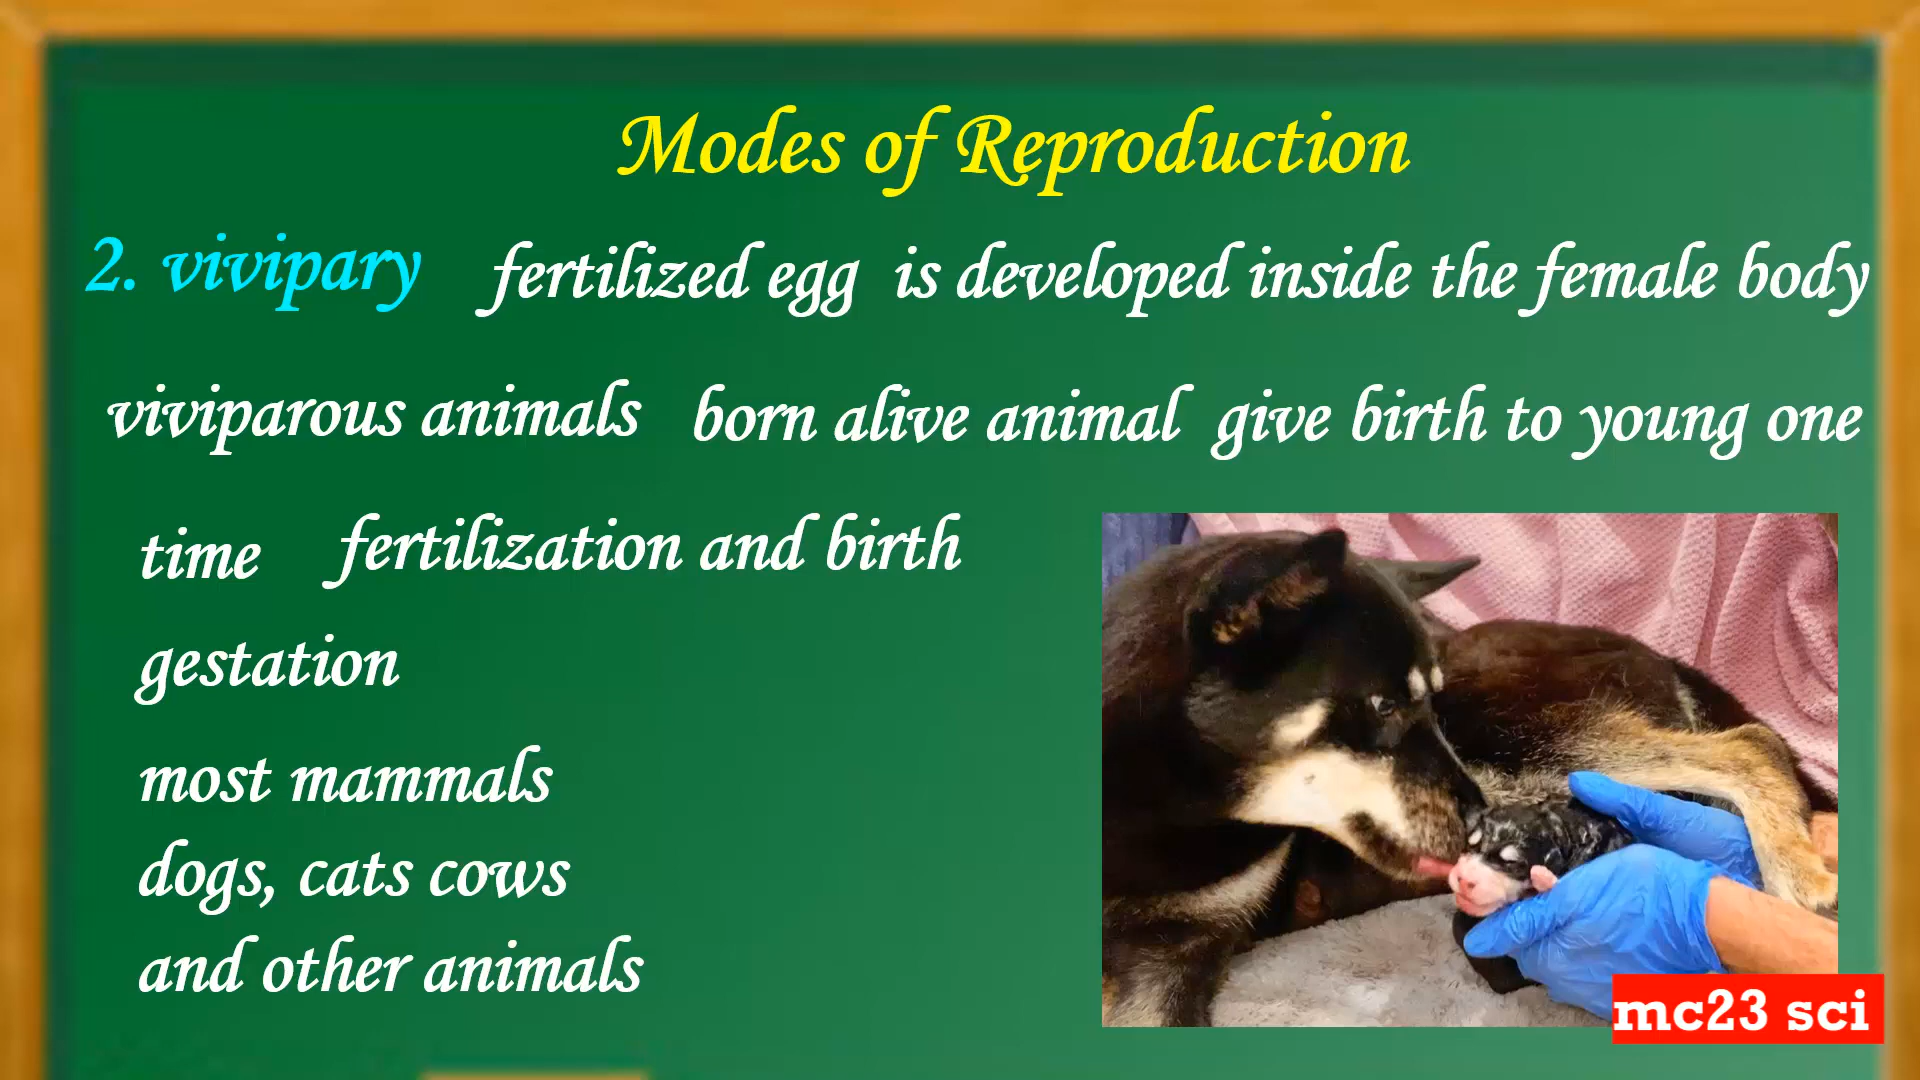 Modes of Reproduction
2. vivipary fertilized egg is developed inside the female body
viviparous animals born alive animal give birth to young one
time fertilization and birth
gestation
most mammals
dogs, cats cows
and other animals
mc23 sci